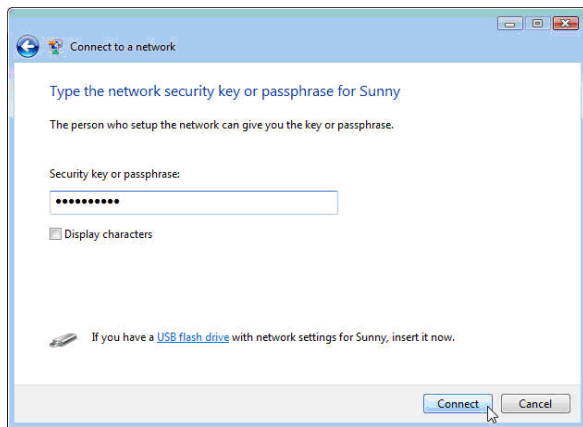 Connect to a network
Type the network security key or passphrase for Sunny
The person who setup the network can give you the key or passphrase.
Security key or passphrase:
••••••••••
Display characters
If you have a USB flash drive with network settings for Sunny, insert it now.
Connect
Cancel